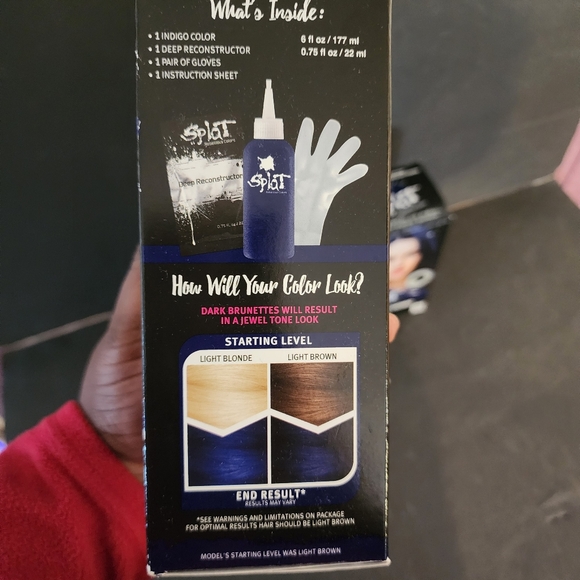 What's Inside:
• 1 INDIGO COLOR 6 fl oz / 177 ml
• 1 DEEP RECONSTRUCTOR 0.75 fl oz / 22 ml
• 1 PAIR OF GLOVES
• 1 INSTRUCTION SHEET
SPLAT
Deep Reconstructor
SPLAT
SPLAT
How Will Your Color Look?
DARK BRUNETTES WILL RESULT
IN A JEWEL TONE LOOK
STARTING LEVEL
LIGHT BLONDE LIGHT BROWN
END RESULT*
RESULTS MAY VARY
*SEE WARNINGS AND LIMITATIONS ON PACKAGE
FOR OPTIMAL RESULTS HAIR SHOULD BE LIGHT BROWN
MODEL'S STARTING LEVEL WAS LIGHT BROWN